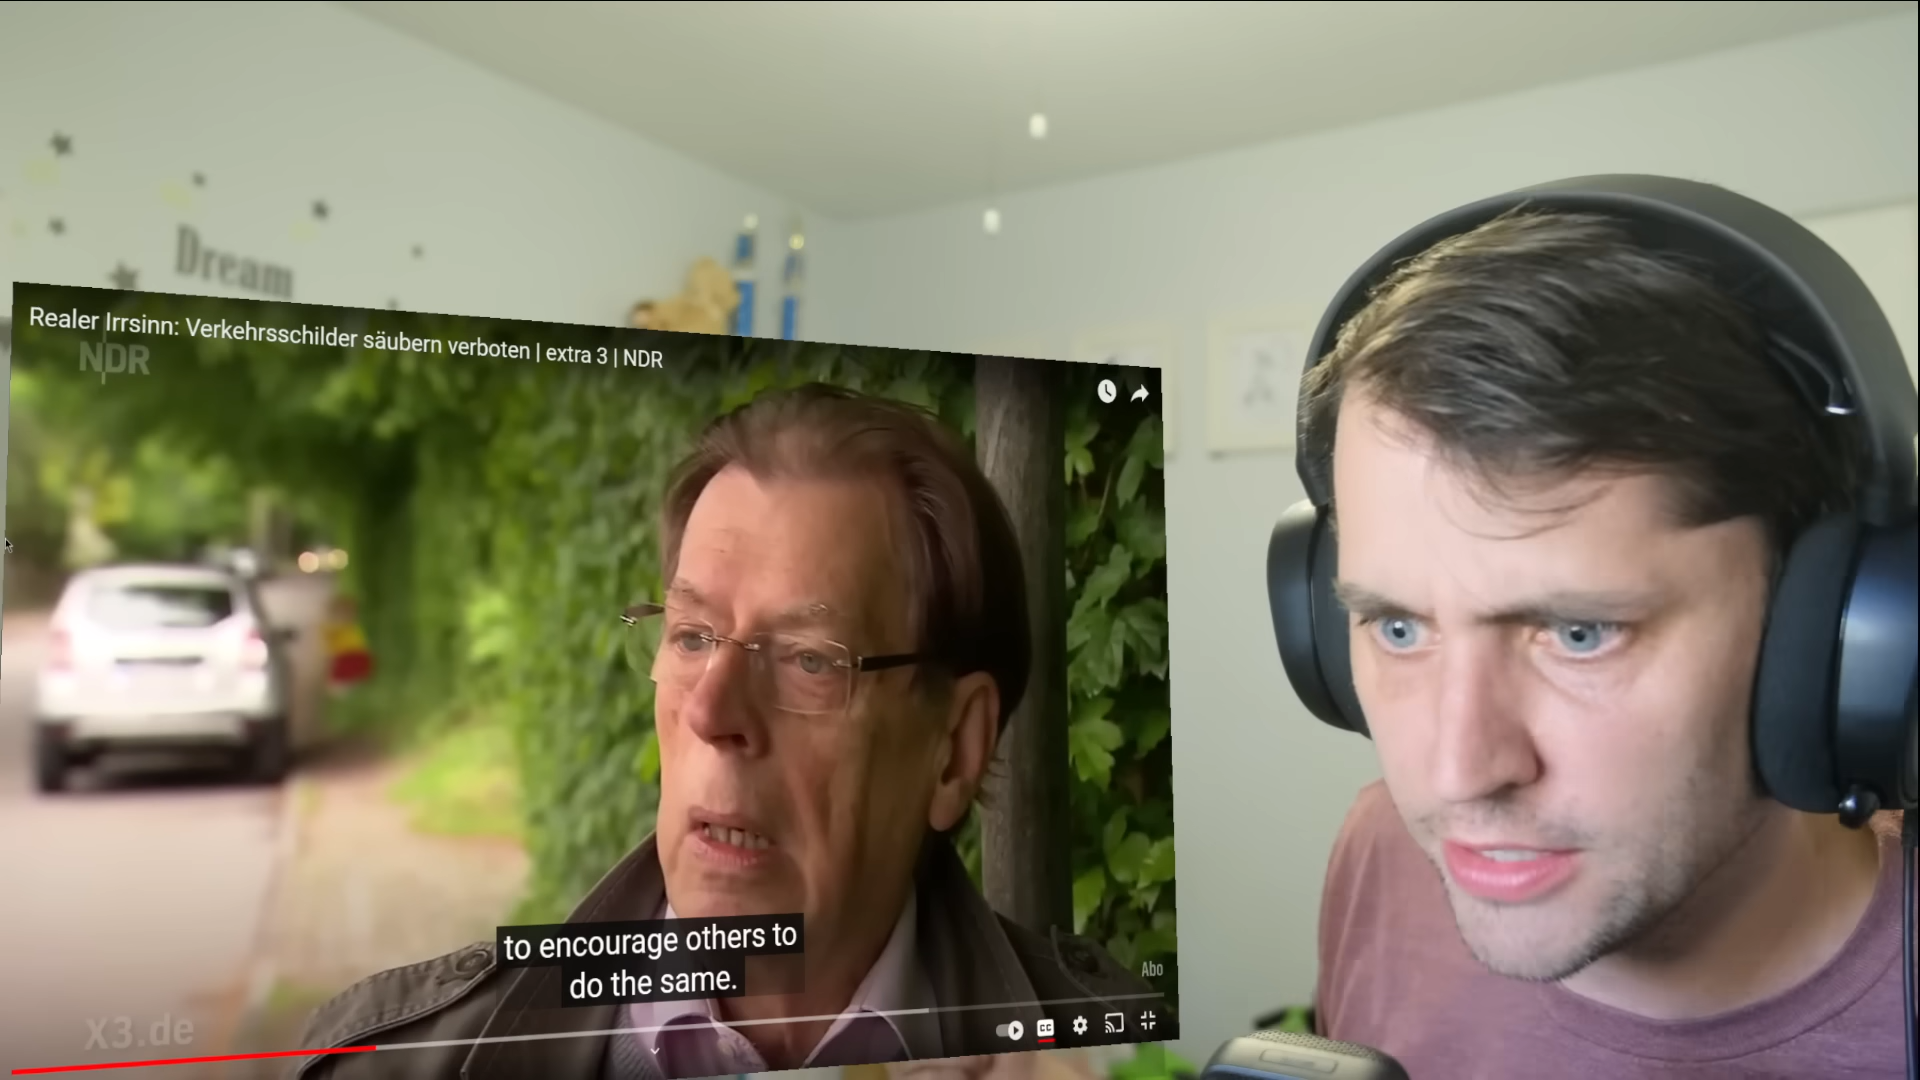 Dream
Realer Irrsinn: Verkehrsschilder säubern verboten | extra 3 | NDR
NDR
to encourage others to
do the same.
Abo
X3.de
CC